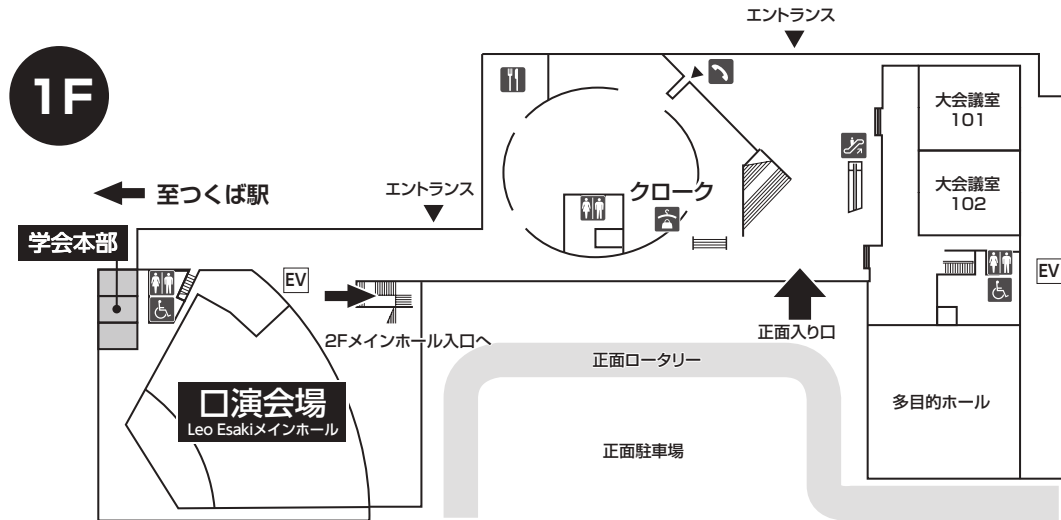 エントランス
1F
大会議室
101
至つくば駅
エントランス
クローク
大会議室
102
学会本部
EV
EV
2Fメインホール入口へ
正面入り口
正面ロータリー
口演会場
Leo Esakiメインホール
多目的ホール
正面駐車場